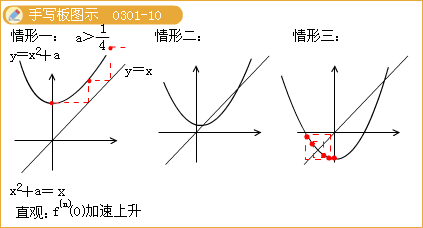 手写板图示 0301-10
情形一： a>1/4 情形二： 情形三：
y=x²+a
y=x
x²+a=x
直观：f⁽ⁿ⁾(0)加速上升